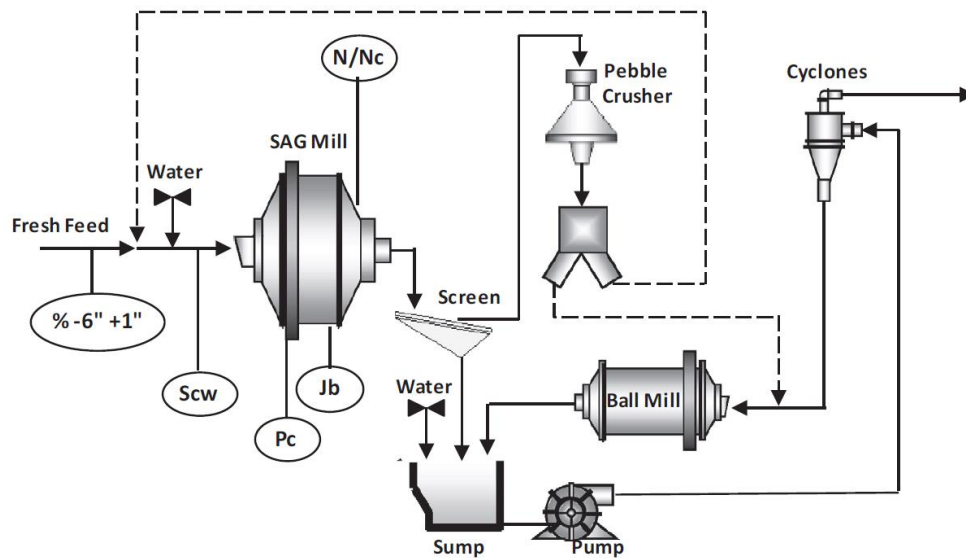 N/Nc
Pebble
Crusher
Cyclones
SAG Mill
Water
Fresh Feed
Screen
% -6" +1"
Scw
Jb
Water
Ball Mill
Pc
Sump
Pump